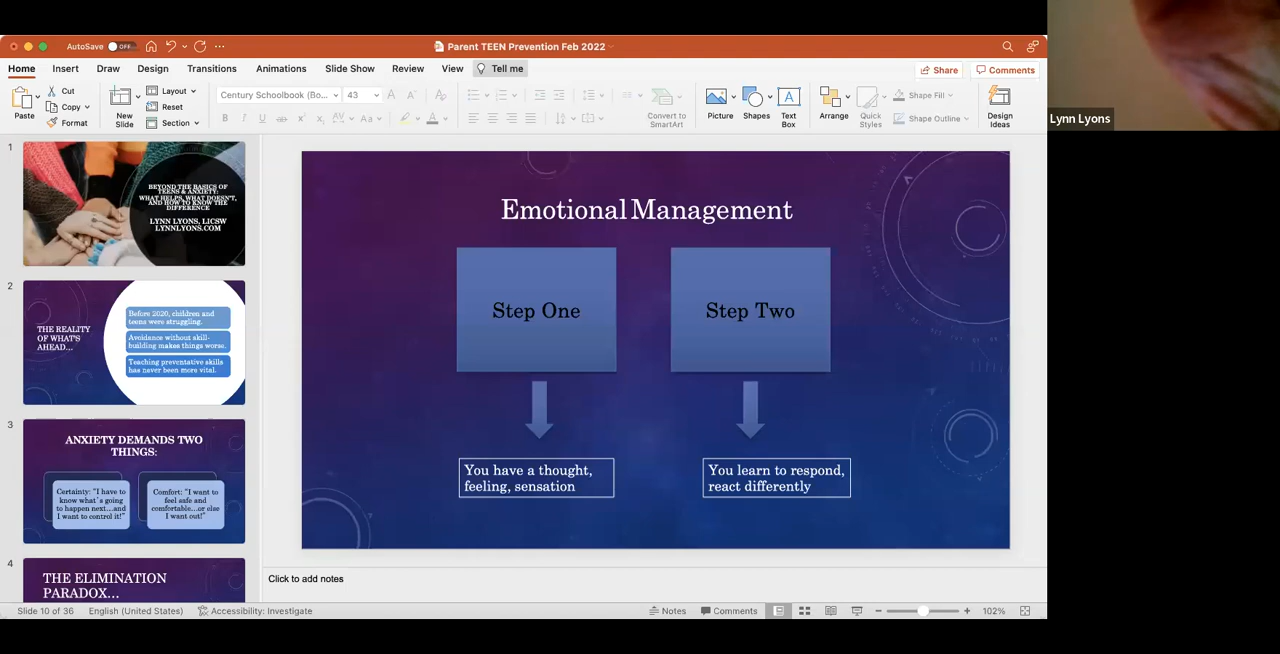 AutoSave OFF
Parent TEEN Prevention Feb 2022
Home Insert Draw Design Transitions Animations Slide Show Review View Tell me
Share Comments
Paste
Cut
Copy
Format
New
Slide
Layout
Reset
Section
Century Schoolbook (Bo... 43
Convert to
SmartArt
Picture
Shapes
Text
Box
Arrange
Quick
Styles
Shape Fill
Shape Outline
Design
Ideas
Lynn Lyons
1
BEYOND THE BASICS OF
TEENS & ANXIETY:
WHAT HELPS, WHAT DOESN'T,
AND HOW TO KNOW THE
DIFFERENCE
LYNN LYONS, LICSW
LYNNLYONS.COM
2
THE REALITY
OF WHAT'S
AHEAD...
Before 2020, children and
teens were struggling.
Avoidance without skill-
building makes things worse.
Teaching preventative skills
has never been more vital.
3
ANXIETY DEMANDS TWO
THINGS:
Certainty: "I have to
know what's going
to happen next...and
I want to control it!"
Comfort: "I want to
feel safe and
comfortable...or else
I want out!"
4
THE ELIMINATION
PARADOX...
Emotional Management
Step One
Step Two
You have a thought,
feeling, sensation
You learn to respond,
react differently
Click to add notes
Slide 10 of 36 English (United States) Accessibility: Investigate
Notes Comments 102%